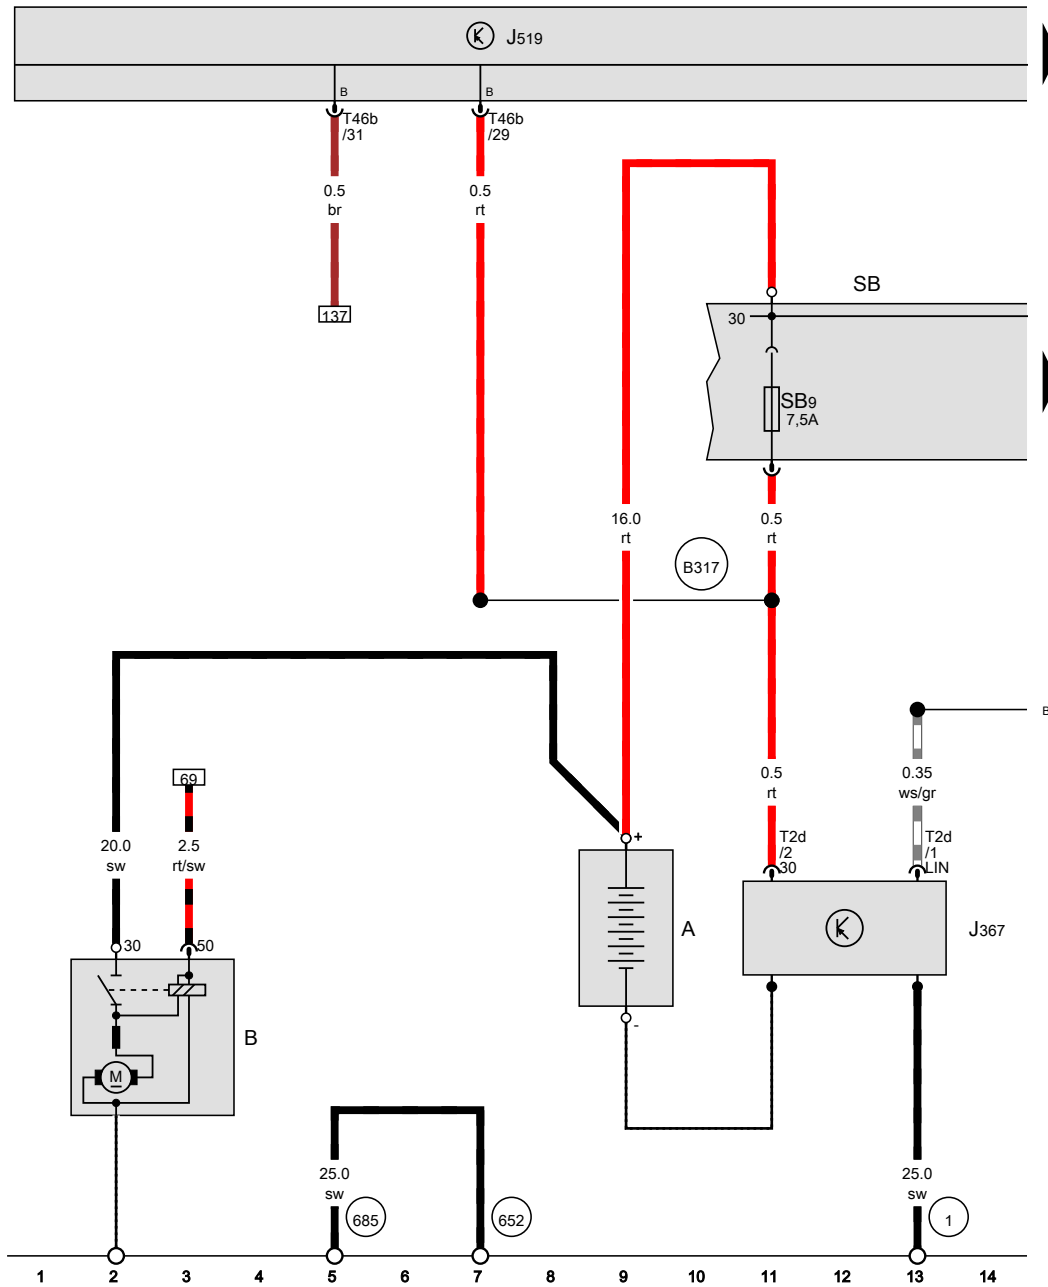 J519
B
B
T46b
/31
T46b
/29
0.5
br
0.5
rt
137
SB
30
SB9
7,5A
16.0
rt
0.5
rt
B317
69
20.0
sw
2.5
rt/sw
0.5
rt
0.35
ws/gr
B
T2d
/2
30
T2d
/1
LIN
+
30
50
A
J367
B
M
-
25.0
sw
685
652
25.0
sw
1
1 2 3 4 5 6 7 8 9 10 11 12 13 14